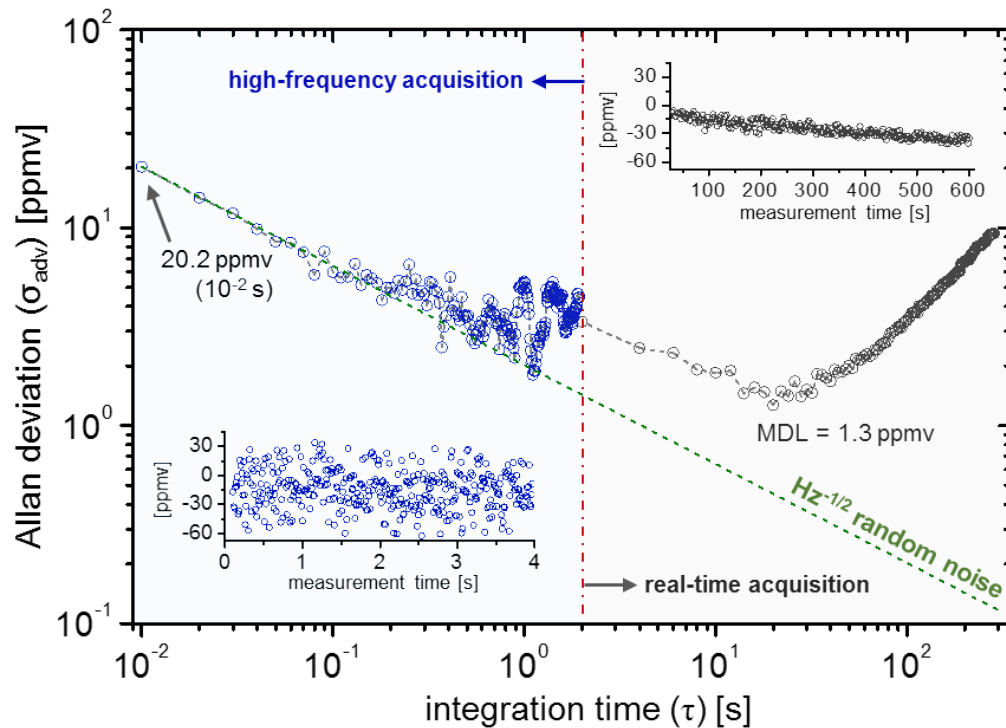 Allan deviation (σadv) [ppmv]
10²
10¹
10⁰
10⁻¹
high-frequency acquisition
20.2 ppmv
(10⁻² s)
[ppmv]
0
-30
-60
100 200 300 400 500 600
measurement time [s]
MDL = 1.3 ppmv
Hz⁻¹/² random noise
[ppmv]
30
0
-30
-60
0 1 2 3 4
measurement time [s]
real-time acquisition
10⁻² 10⁻¹ 10⁰ 10¹ 10²
integration time (τ) [s]